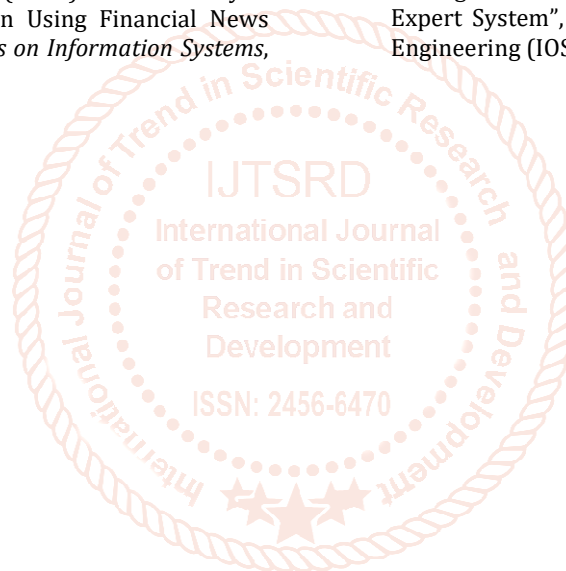 n Using Financial News
s on Information Systems,
Expert System”,
Engineering (IOS
International Journal of Trend in Scientific Research and Development
IJTSRD
International Journal
of Trend in Scientific
Research and
Development
ISSN: 2456-6470